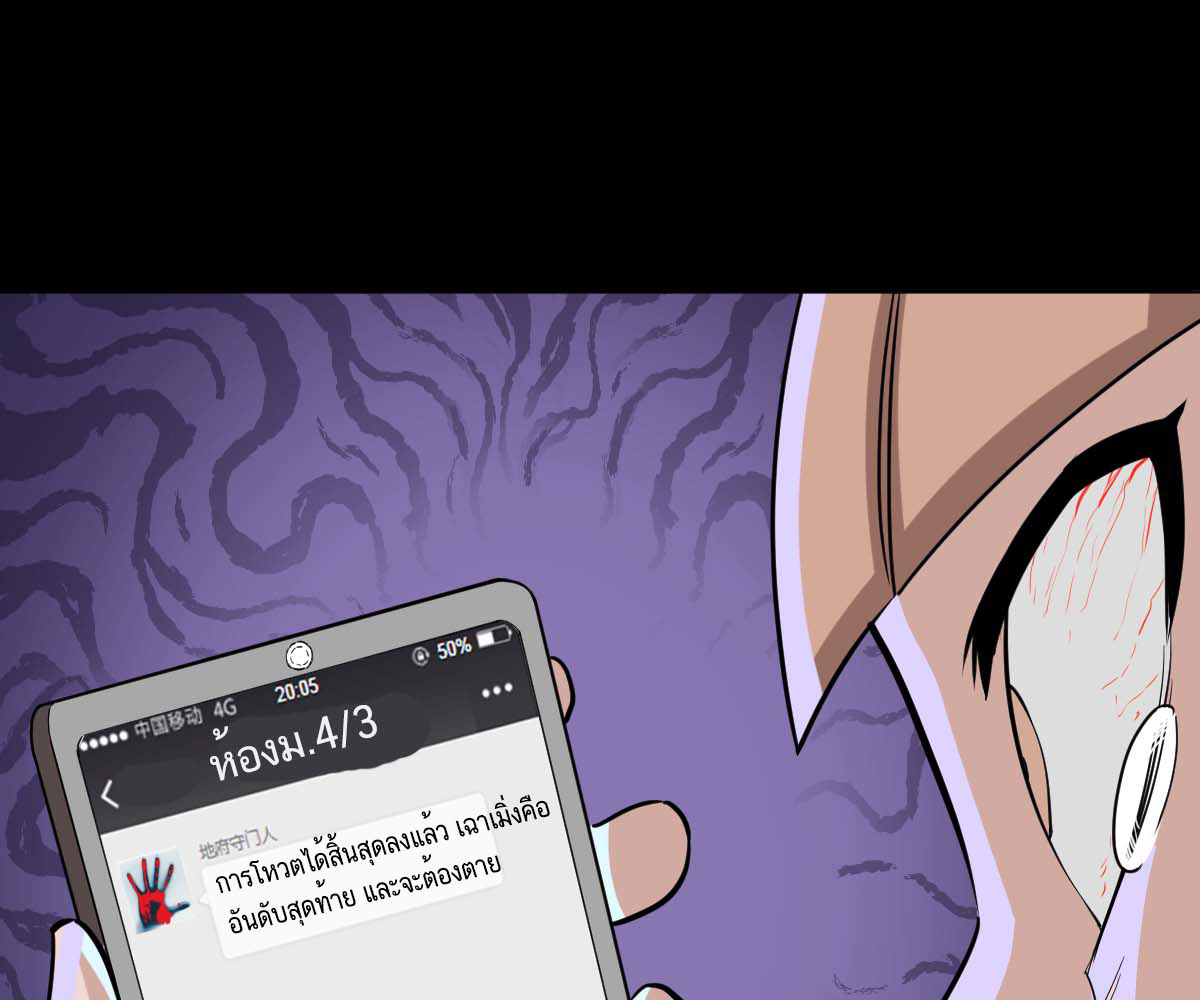 中国移动 4G 20:05 50%
ห้องม.4/3
地府守门人
การโหวตได้สิ้นสุดลงแล้ว เฉาเมิ่งคือ
อันดับสุดท้าย และจะต้องตาย